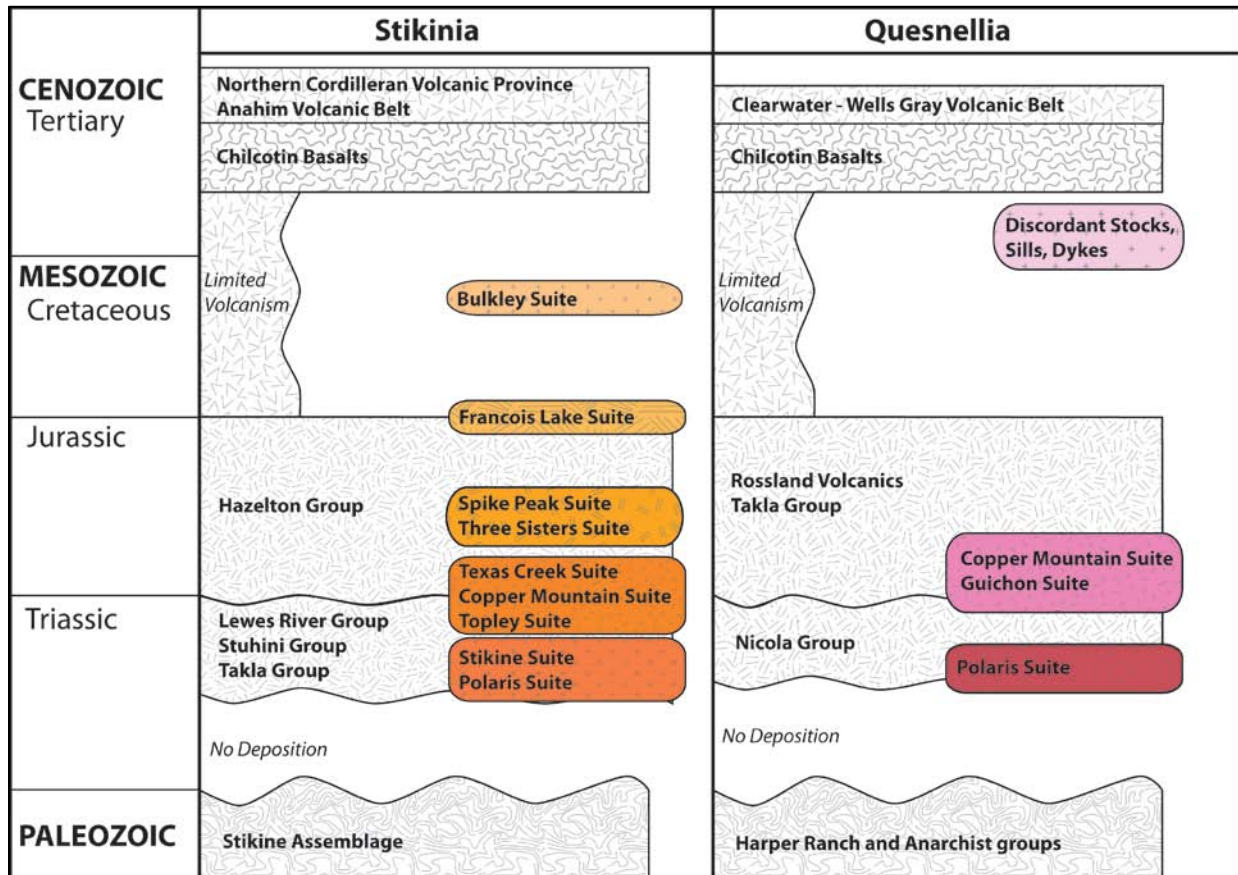 Stikinia
Quesnellia
CENOZOIC
Tertiary
Northern Cordilleran Volcanic Province
Anahim Volcanic Belt
Chilcotin Basalts
Clearwater - Wells Gray Volcanic Belt
Chilcotin Basalts
Discordant Stocks,
Sills, Dykes
MESOZOIC
Cretaceous
Limited
Volcanism
Bulkley Suite
Limited
Volcanism
Jurassic
Francois Lake Suite
Hazelton Group
Spike Peak Suite
Three Sisters Suite
Texas Creek Suite
Copper Mountain Suite
Topley Suite
Rossland Volcanics
Takla Group
Copper Mountain Suite
Guichon Suite
Triassic
Lewes River Group
Stuhini Group
Takla Group
Stikine Suite
Polaris Suite
Nicola Group
Polaris Suite
No Deposition
No Deposition
PALEOZOIC
Stikine Assemblage
Harper Ranch and Anarchist groups